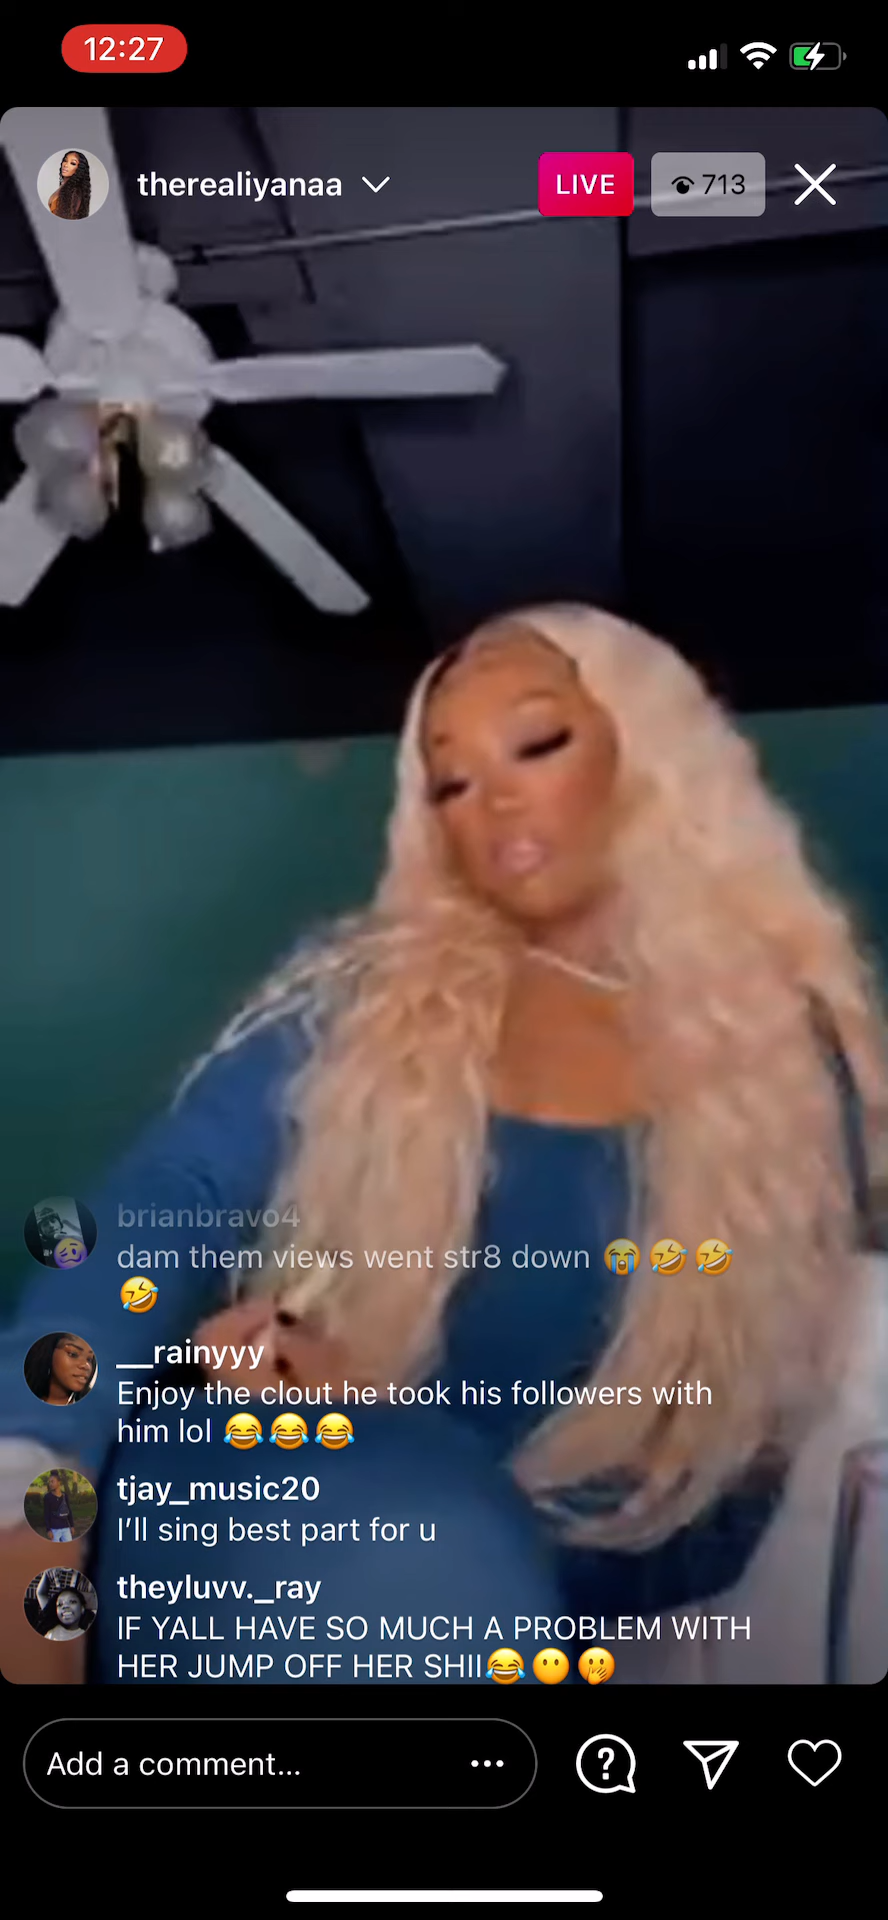 12:27
therealiyanaa
LIVE
713
brianbravo4
dam them views went str8 down 😭🤣🤣
🤣
__rainyyy
Enjoy the clout he took his followers with
him lol 😂😂😂
tjay_music20
I’ll sing best part for u
theyluvv._ray
IF YALL HAVE SO MUCH A PROBLEM WITH
HER JUMP OFF HER SHII😂😶🤭
Add a comment...